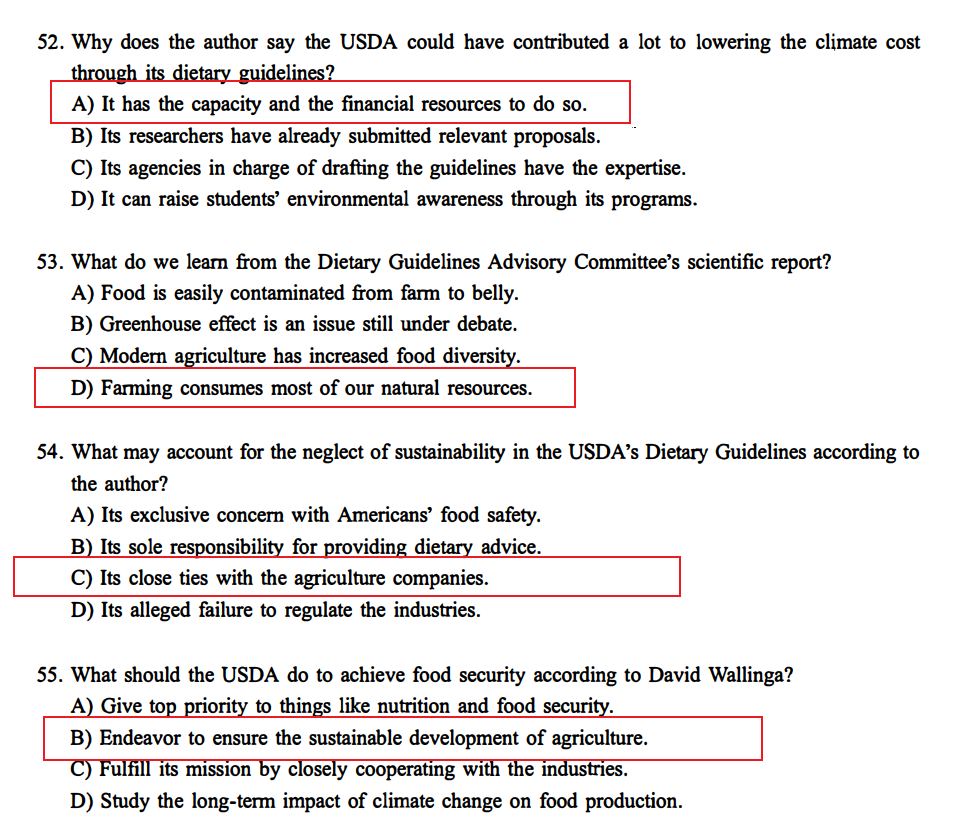 52. Why does the author say the USDA could have contributed a lot to lowering the climate cost
through its dietary guidelines?
A) It has the capacity and the financial resources to do so.
B) Its researchers have already submitted relevant proposals.
C) Its agencies in charge of drafting the guidelines have the expertise.
D) It can raise students’ environmental awareness through its programs.
53. What do we learn from the Dietary Guidelines Advisory Committee’s scientific report?
A) Food is easily contaminated from farm to belly.
B) Greenhouse effect is an issue still under debate.
C) Modern agriculture has increased food diversity.
D) Farming consumes most of our natural resources.
54. What may account for the neglect of sustainability in the USDA’s Dietary Guidelines according to
the author?
A) Its exclusive concern with Americans’ food safety.
B) Its sole responsibility for providing dietary advice.
C) Its close ties with the agriculture companies.
D) Its alleged failure to regulate the industries.
55. What should the USDA do to achieve food security according to David Wallinga?
A) Give top priority to things like nutrition and food security.
B) Endeavor to ensure the sustainable development of agriculture.
C) Fulfill its mission by closely cooperating with the industries.
D) Study the long-term impact of climate change on food production.